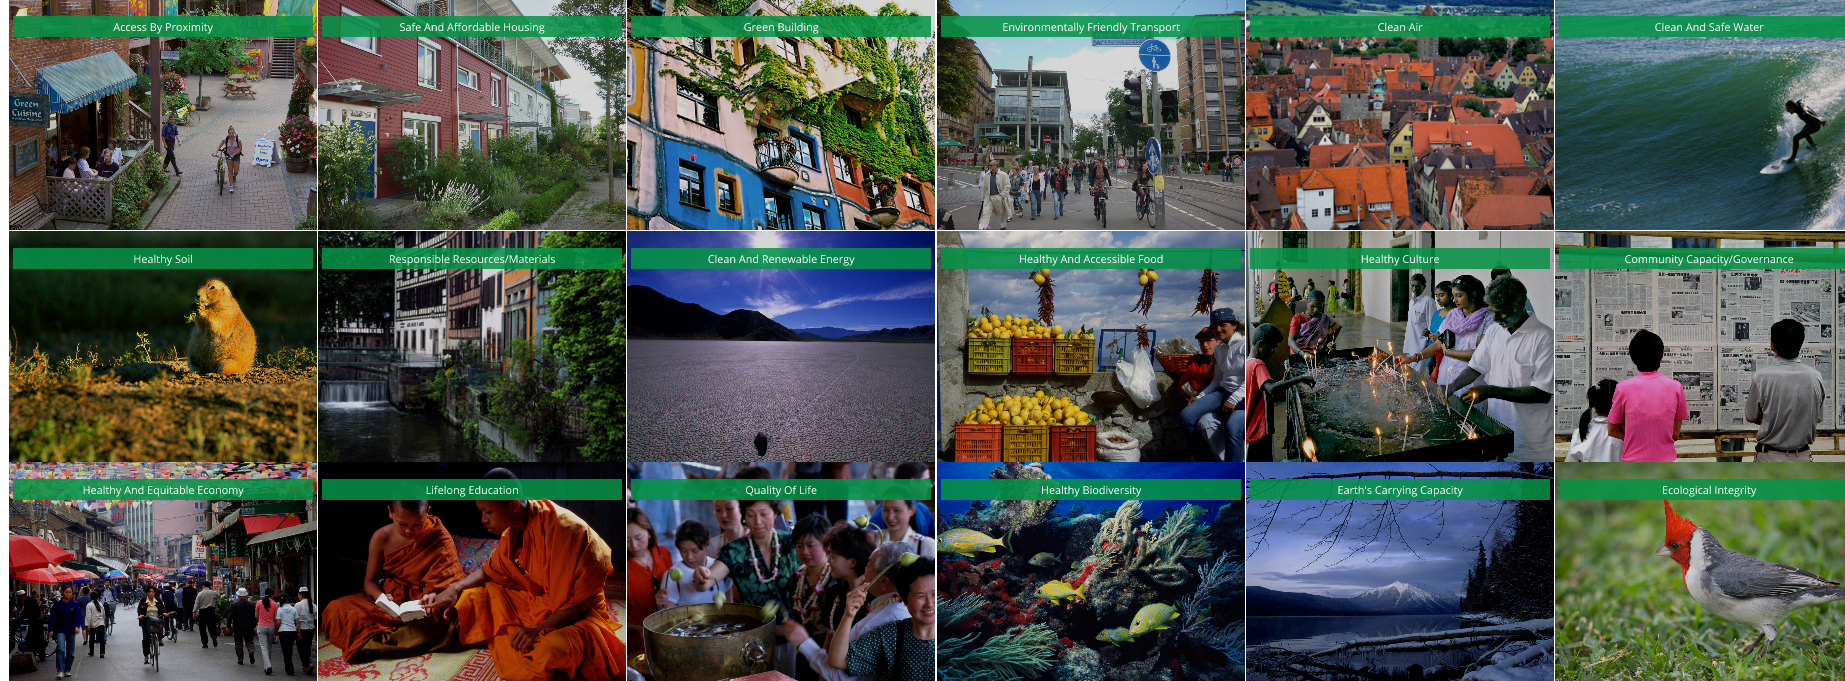 Access By Proximity
Safe And Affordable Housing
Green Building
Environmentally Friendly Transport
Clean Air
Clean And Safe Water
Green
Cuisine
Open
Healthy Soil
Responsible Resources/Materials
Clean And Renewable Energy
Healthy And Accessible Food
Healthy Culture
Community Capacity/Governance
Healthy And Equitable Economy
Lifelong Education
Quality Of Life
Healthy Biodiversity
Earth's Carrying Capacity
Ecological Integrity